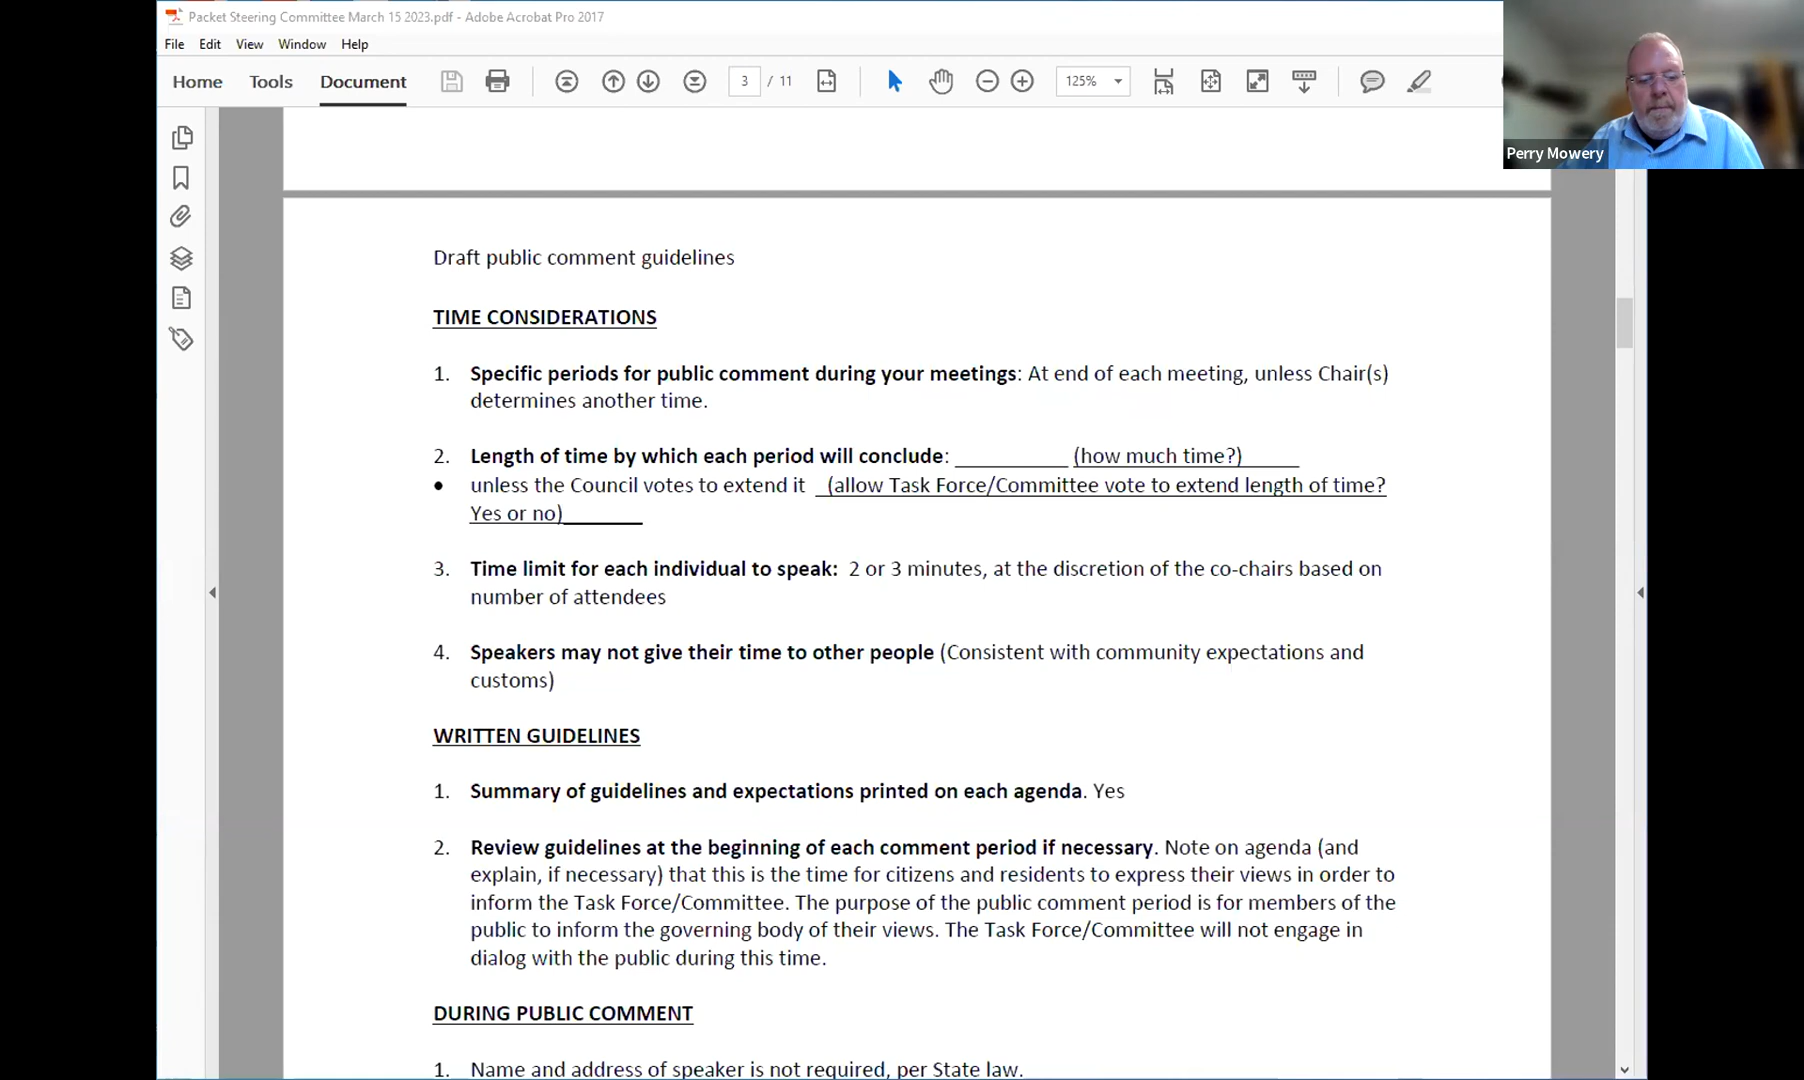 Packet Steering Committee March 15 2023.pdf - Adobe Acrobat Pro 2017
File Edit View Window Help
Home Tools Document 3 / 11 125%
Perry Mowery
Draft public comment guidelines
TIME CONSIDERATIONS
1. Specific periods for public comment during your meetings: At end of each meeting, unless Chair(s)
determines another time.
2. Length of time by which each period will conclude: __________ (how much time?)_____
• unless the Council votes to extend it _(allow Task Force/Committee vote to extend length of time?
Yes or no)_______
3. Time limit for each individual to speak: 2 or 3 minutes, at the discretion of the co-chairs based on
number of attendees
4. Speakers may not give their time to other people (Consistent with community expectations and
customs)
WRITTEN GUIDELINES
1. Summary of guidelines and expectations printed on each agenda. Yes
2. Review guidelines at the beginning of each comment period if necessary. Note on agenda (and
explain, if necessary) that this is the time for citizens and residents to express their views in order to
inform the Task Force/Committee. The purpose of the public comment period is for members of the
public to inform the governing body of their views. The Task Force/Committee will not engage in
dialog with the public during this time.
DURING PUBLIC COMMENT
1. Name and address of speaker is not required, per State law.